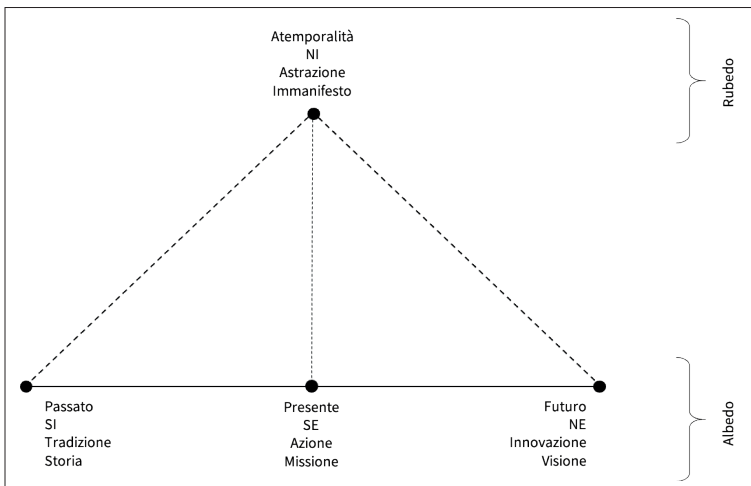 Atemporalità
NI
Astrazione
Immanifesto
Rubedo
Passato
SI
Tradizione
Storia
Presente
SE
Azione
Missione
Futuro
NE
Innovazione
Visione
Albedo